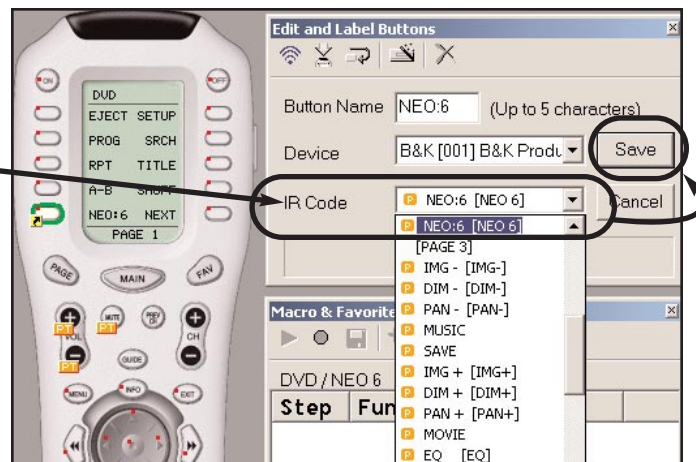 ON
OFF
DVD
EJECT SETUP
PROG SRCH
RPT TITLE
A-B
NEO:6 NEXT
PAGE 1
PAGE
MAIN
FAV
VOL
PT
MUTE
PT
PREV
CH
CH
PT
GUIDE
MENU
INFO
EXIT
Edit and Label Buttons
Button Name NEO:6 (Up to 5 characters)
Device B&K [001] B&K Produ
Save
IR Code NEO:6 [NEO 6]
Cancel
P NEO:6 [NEO 6]
[PAGE 3]
P IMG - [IMG-]
P DIM - [DIM-]
P PAN - [PAN-]
P MUSIC
P SAVE
P IMG + [IMG+]
P DIM + [DIM+]
P PAN + [PAN+]
P MOVIE
P EQ [EQ]
Macro & Favorite
DVD / NEO 6
Step Fun